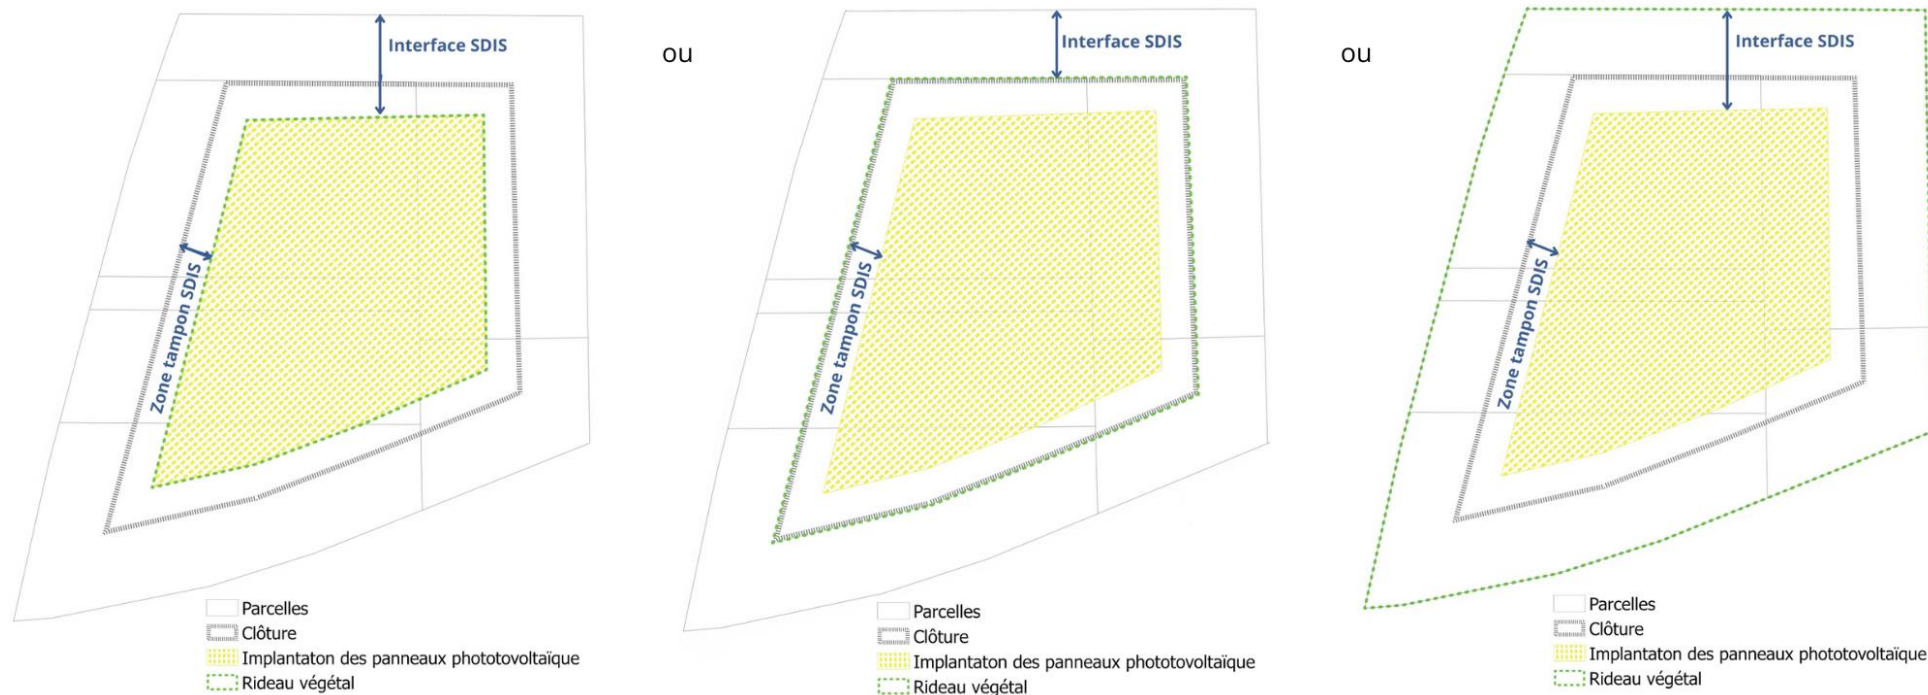 Interface SDIS
Zone tampon SDIS
Parcelles
Clôture
Implantaton des panneaux phototovoltaïque
Rideau végétal
ou
Interface SDIS
Zone tampon SDIS
Parcelles
Clôture
Implantaton des panneaux phototovoltaïque
Rideau végétal
ou
Interface SDIS
Zone tampon SDIS
Parcelles
Clôture
Implantaton des panneaux phototovoltaïque
Rideau végétal